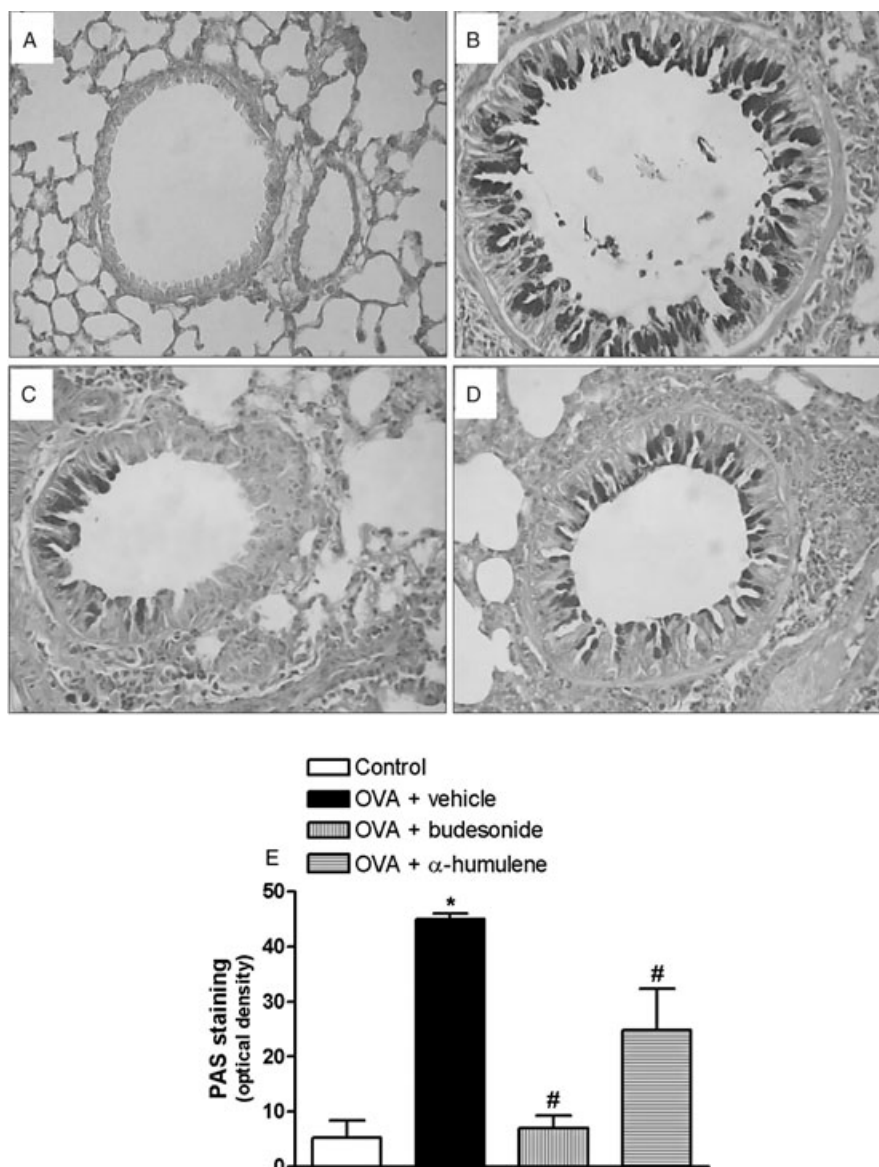 A
B
C
D
Control
OVA + vehicle
OVA + budesonide
E
OVA + α-humulene
50
40
30
20
10
0
PAS staining
(optical density)
*
#
#